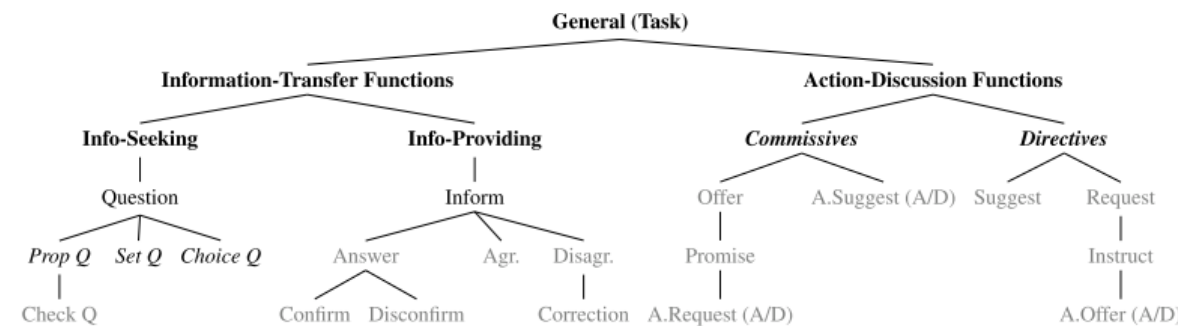 General (Task)
Information-Transfer Functions Action-Discussion Functions
Info-Seeking Info-Providing Commissives Directives
Question Inform Offer A.Suggest (A/D) Suggest Request
Prop Q Set Q Choice Q Answer Agr. Disagr. Promise Instruct
Check Q Confirm Disconfirm Correction A.Request (A/D) A.Offer (A/D)